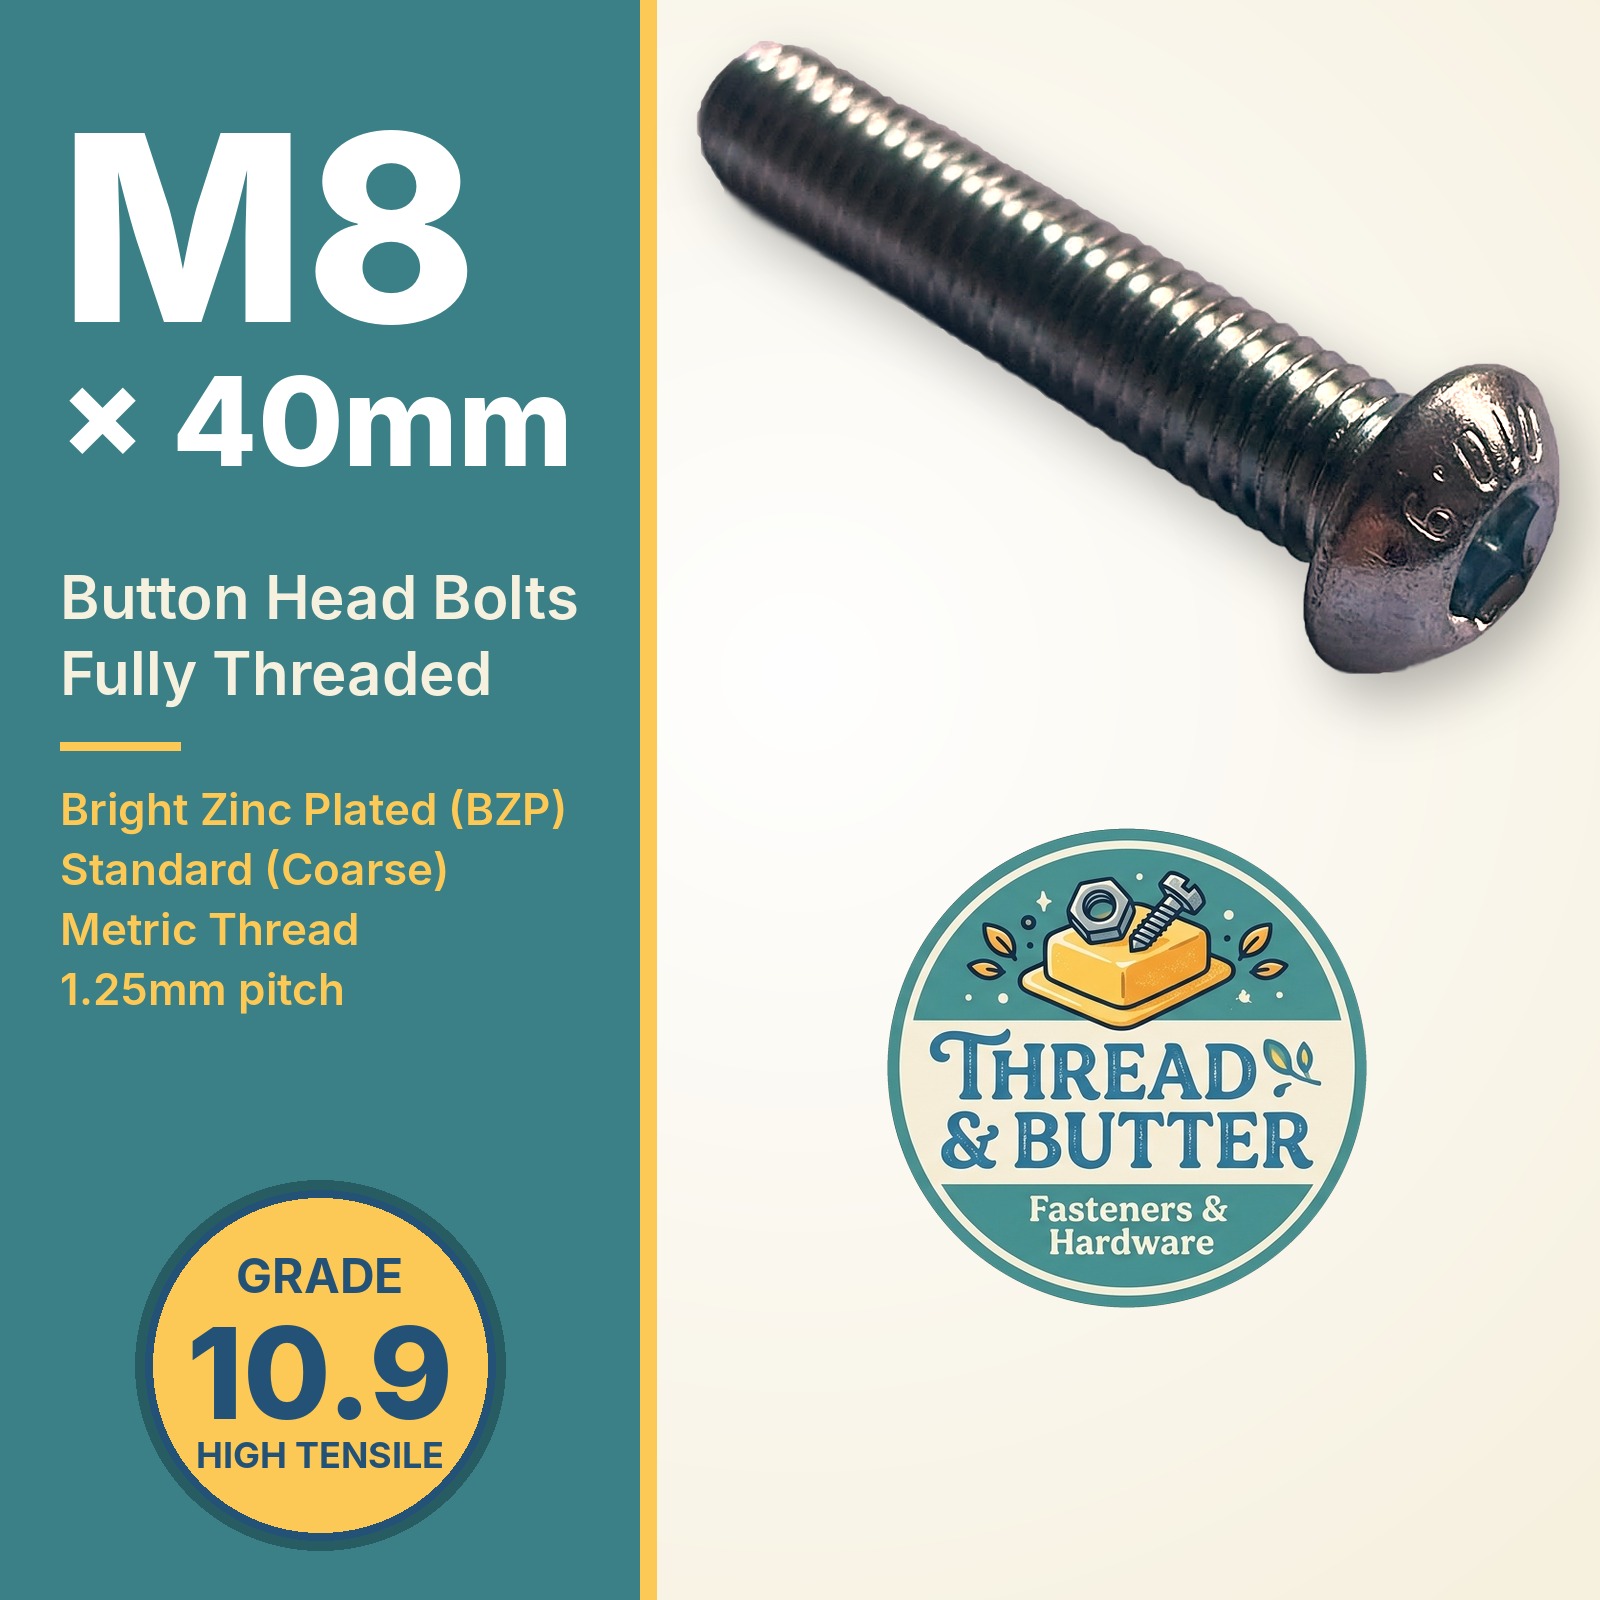 M8
× 40mm
Button Head Bolts
Fully Threaded
Bright Zinc Plated (BZP)
Standard (Coarse)
Metric Thread
1.25mm pitch
GRADE
10.9
HIGH TENSILE
THREAD
& BUTTER
Fasteners &
Hardware